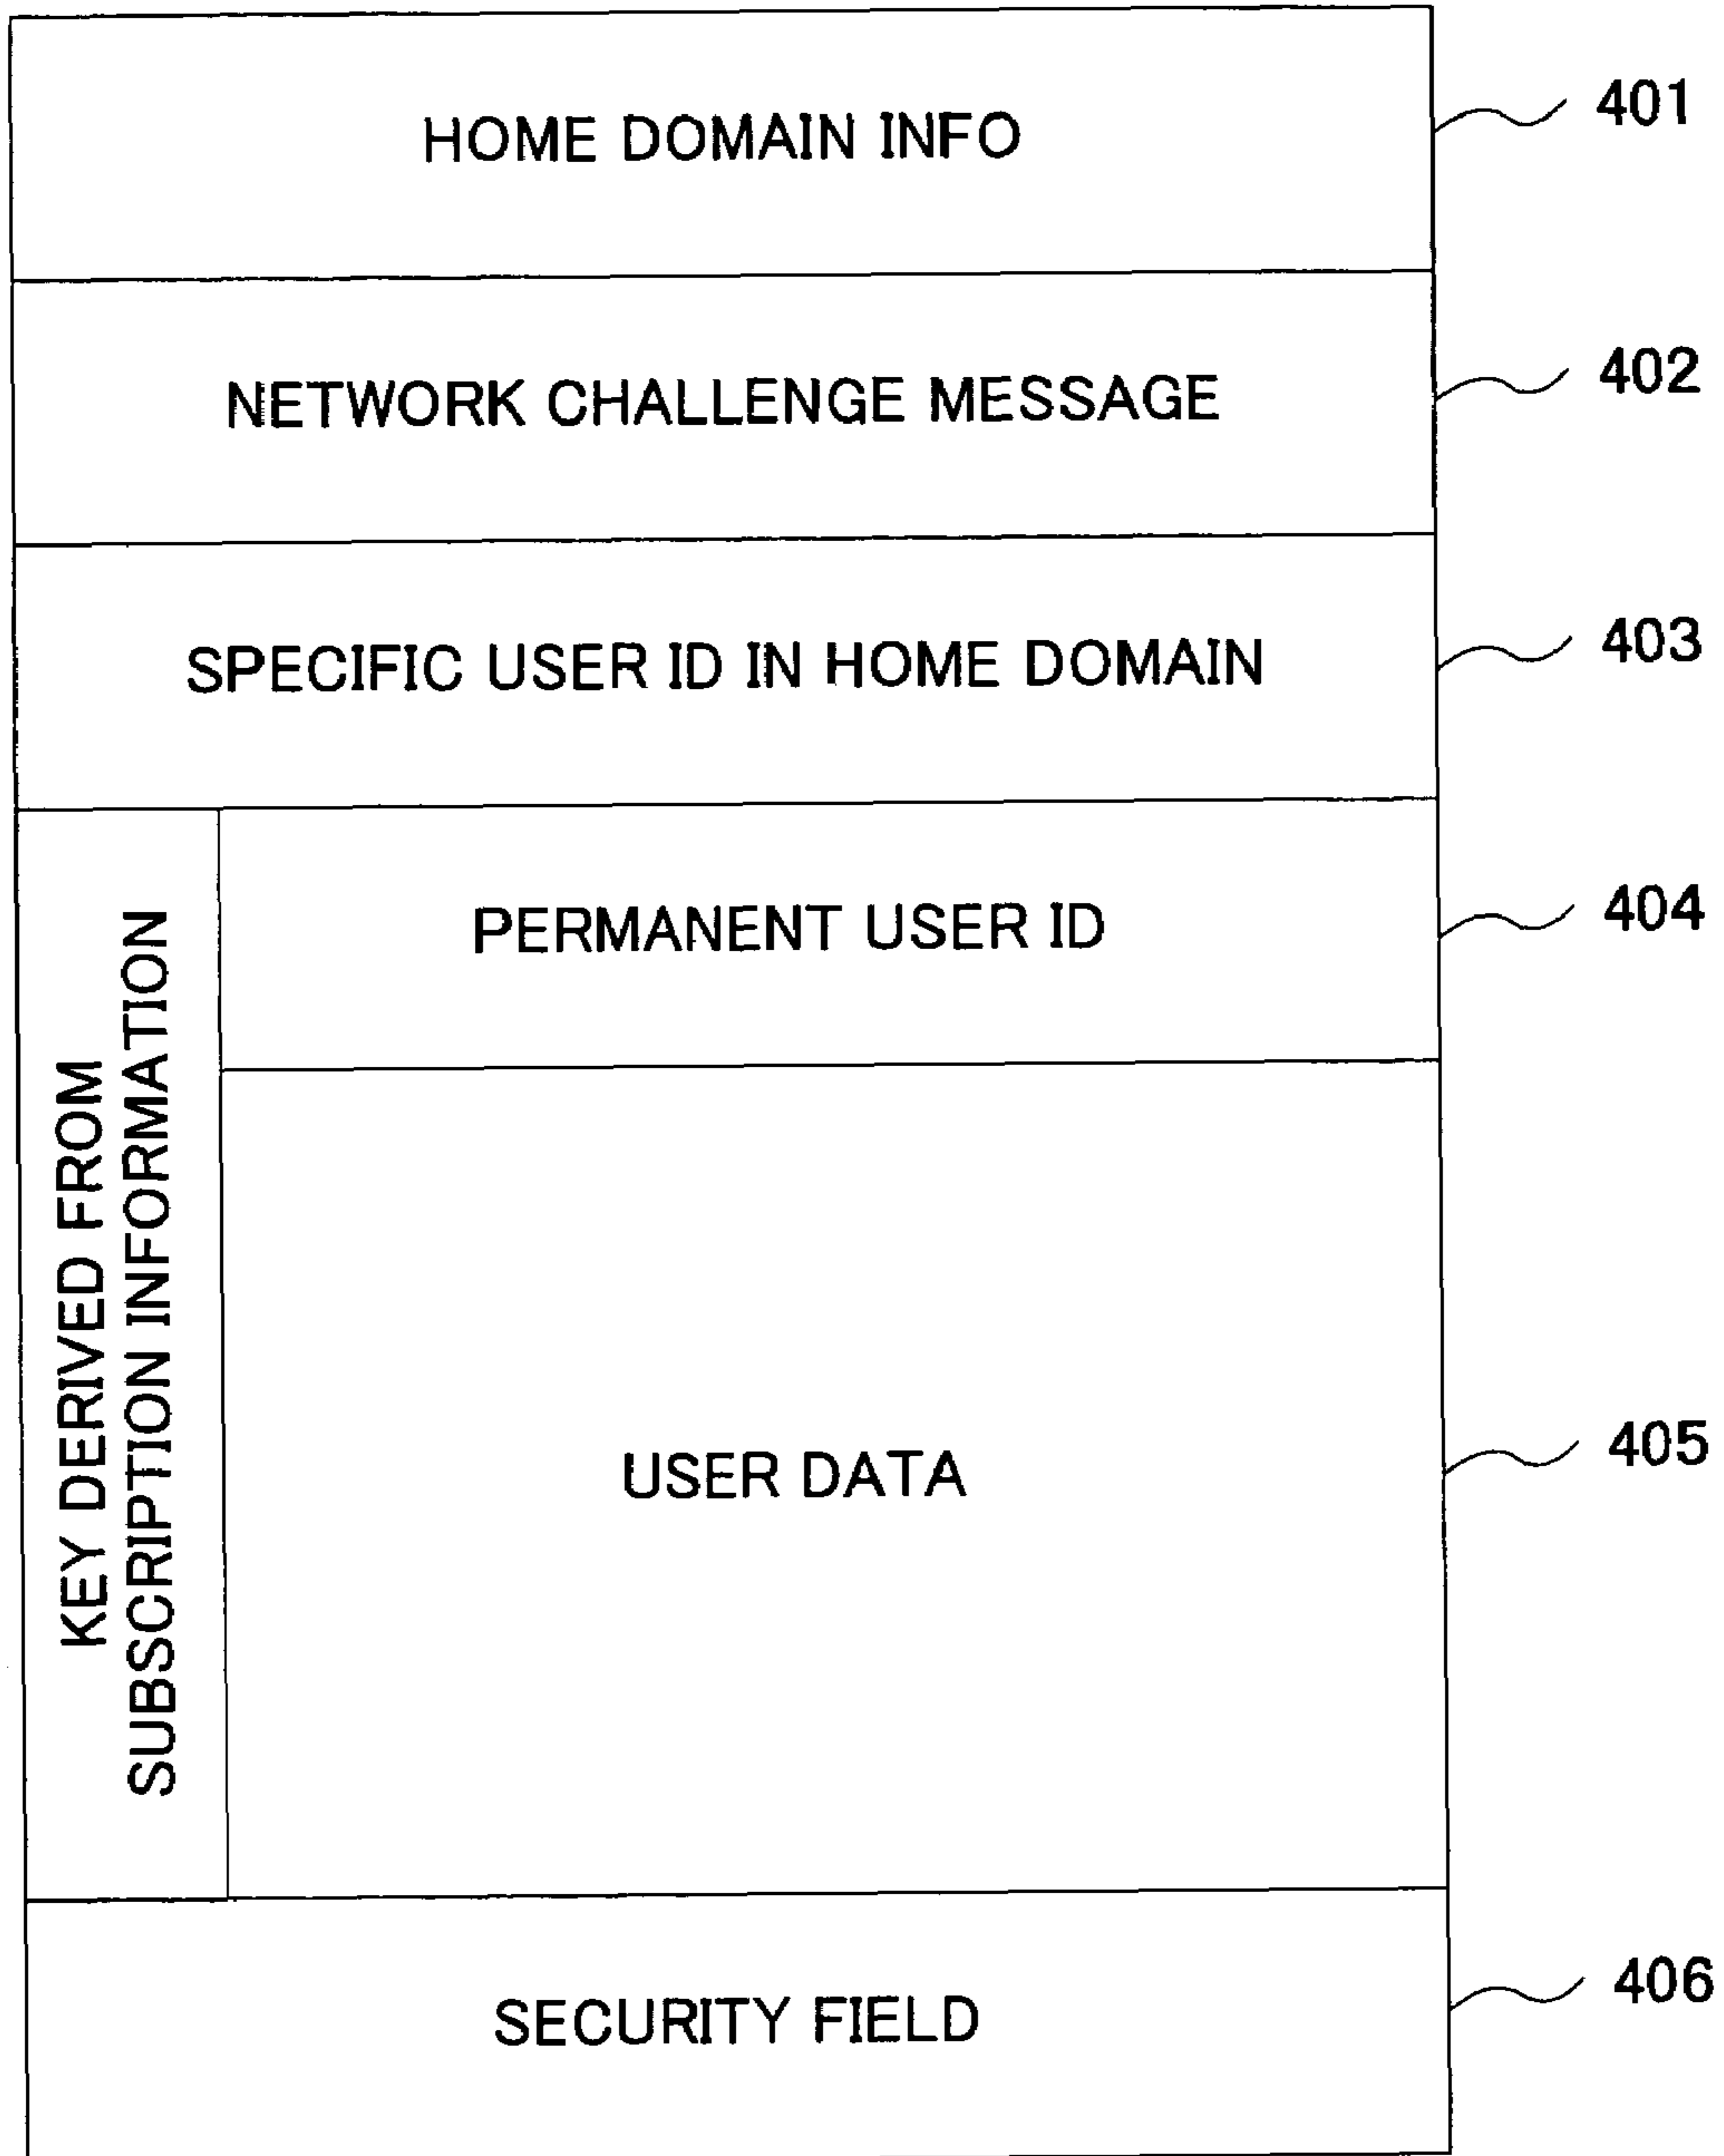 HOME DOMAIN INFO
401
NETWORK CHALLENGE MESSAGE
402
SPECIFIC USER ID IN HOME DOMAIN
403
KEY DERIVED FROM
SUBSCRIPTION INFORMATION
PERMANENT USER ID
404
USER DATA
405
SECURITY FIELD
406